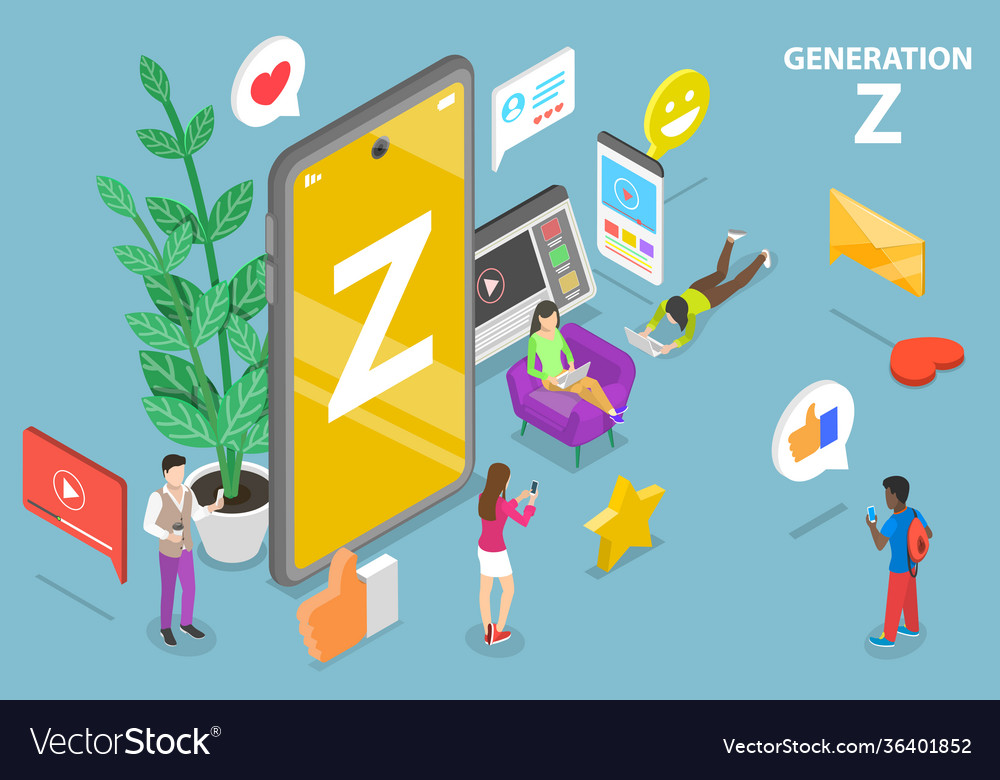 GENERATION
Z
Z
VectorStock®
VectorStock.com/36401852